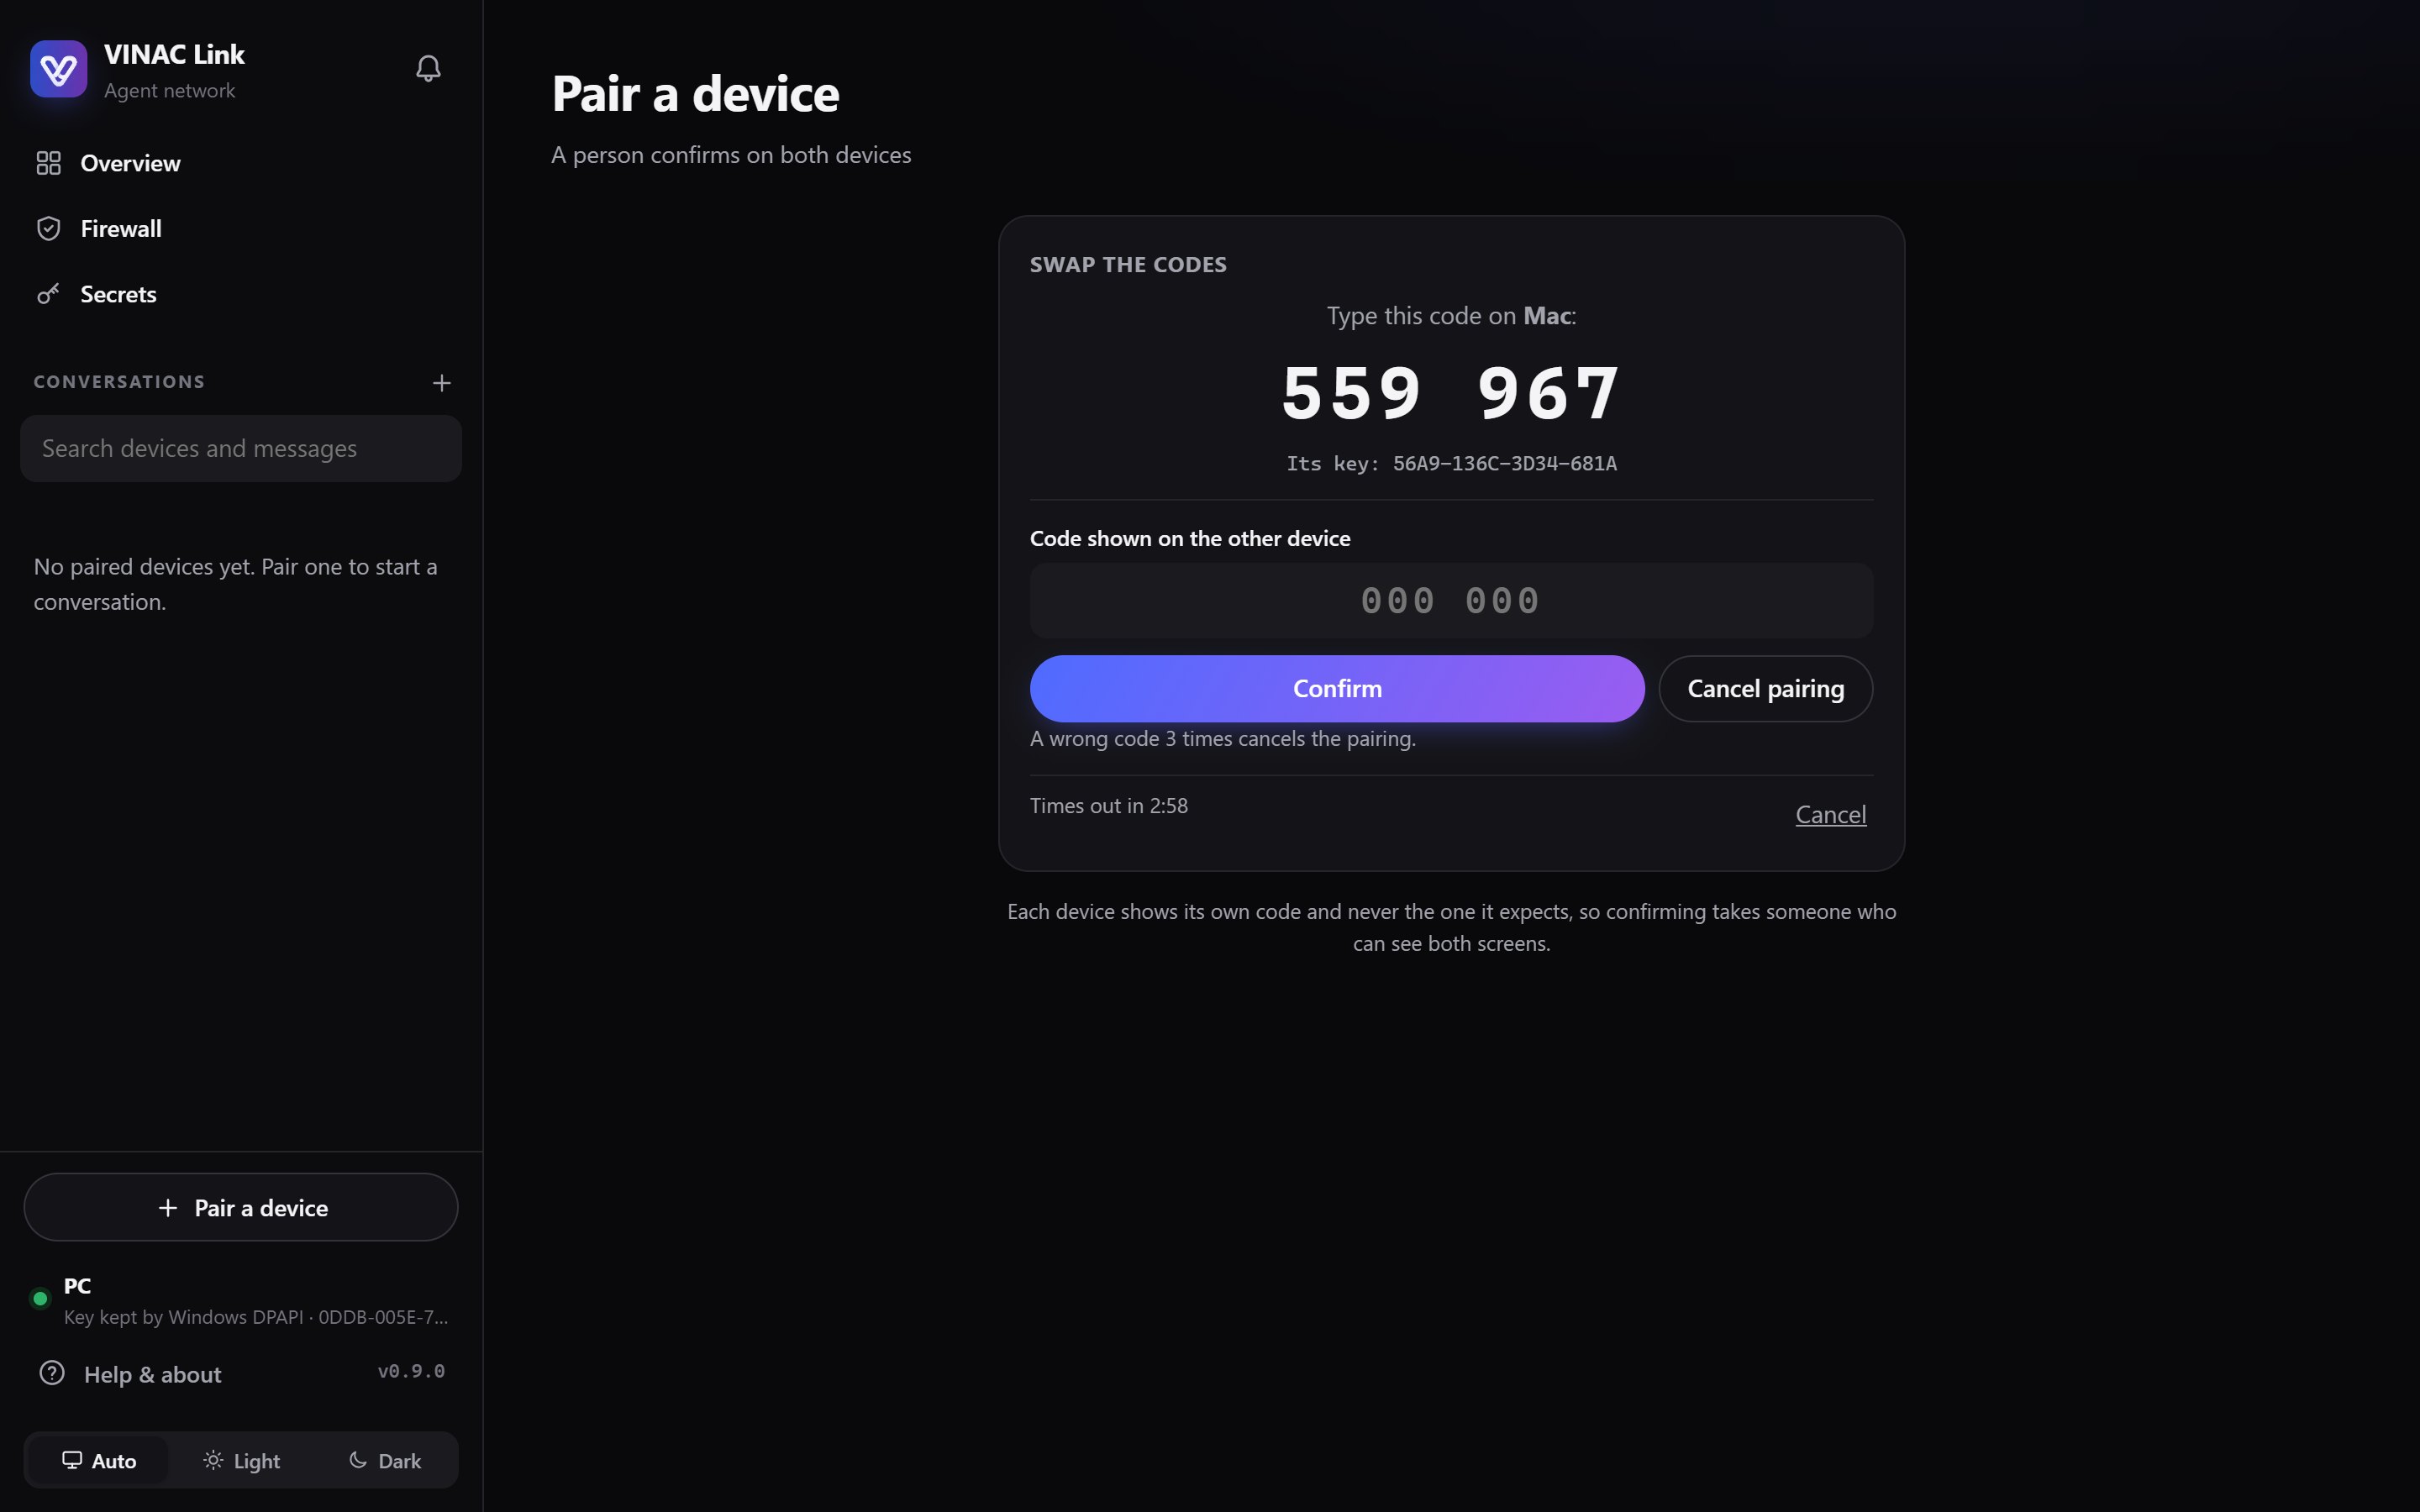 VINAC Link
Agent network
Overview
Firewall
Secrets
CONVERSATIONS
Search devices and messages
No paired devices yet. Pair one to start a
conversation.
Pair a device
PC
Key kept by Windows DPAPI · 0DDB-005E-7...
Help & about
v0.9.0
Auto
Light
Dark
Pair a device
A person confirms on both devices
SWAP THE CODES
Type this code on Mac:
559 967
Its key: 56A9-136C-3D34-681A
Code shown on the other device
000 000
Confirm
Cancel pairing
A wrong code 3 times cancels the pairing.
Times out in 2:58
Cancel
Each device shows its own code and never the one it expects, so confirming takes someone who
can see both screens.